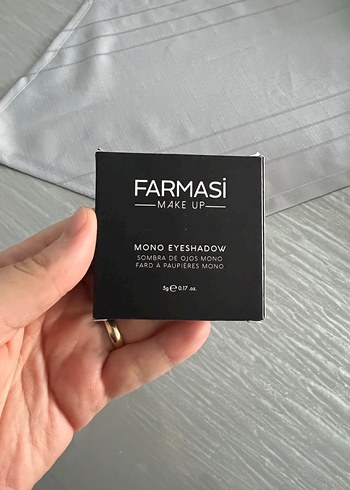 FARMASİ
MAKE UP
MONO EYESHADOW
SOMBRA DE OJOS MONO
FARD À PAUPIÈRES MONO
5g ℮ 0.17 .oz.